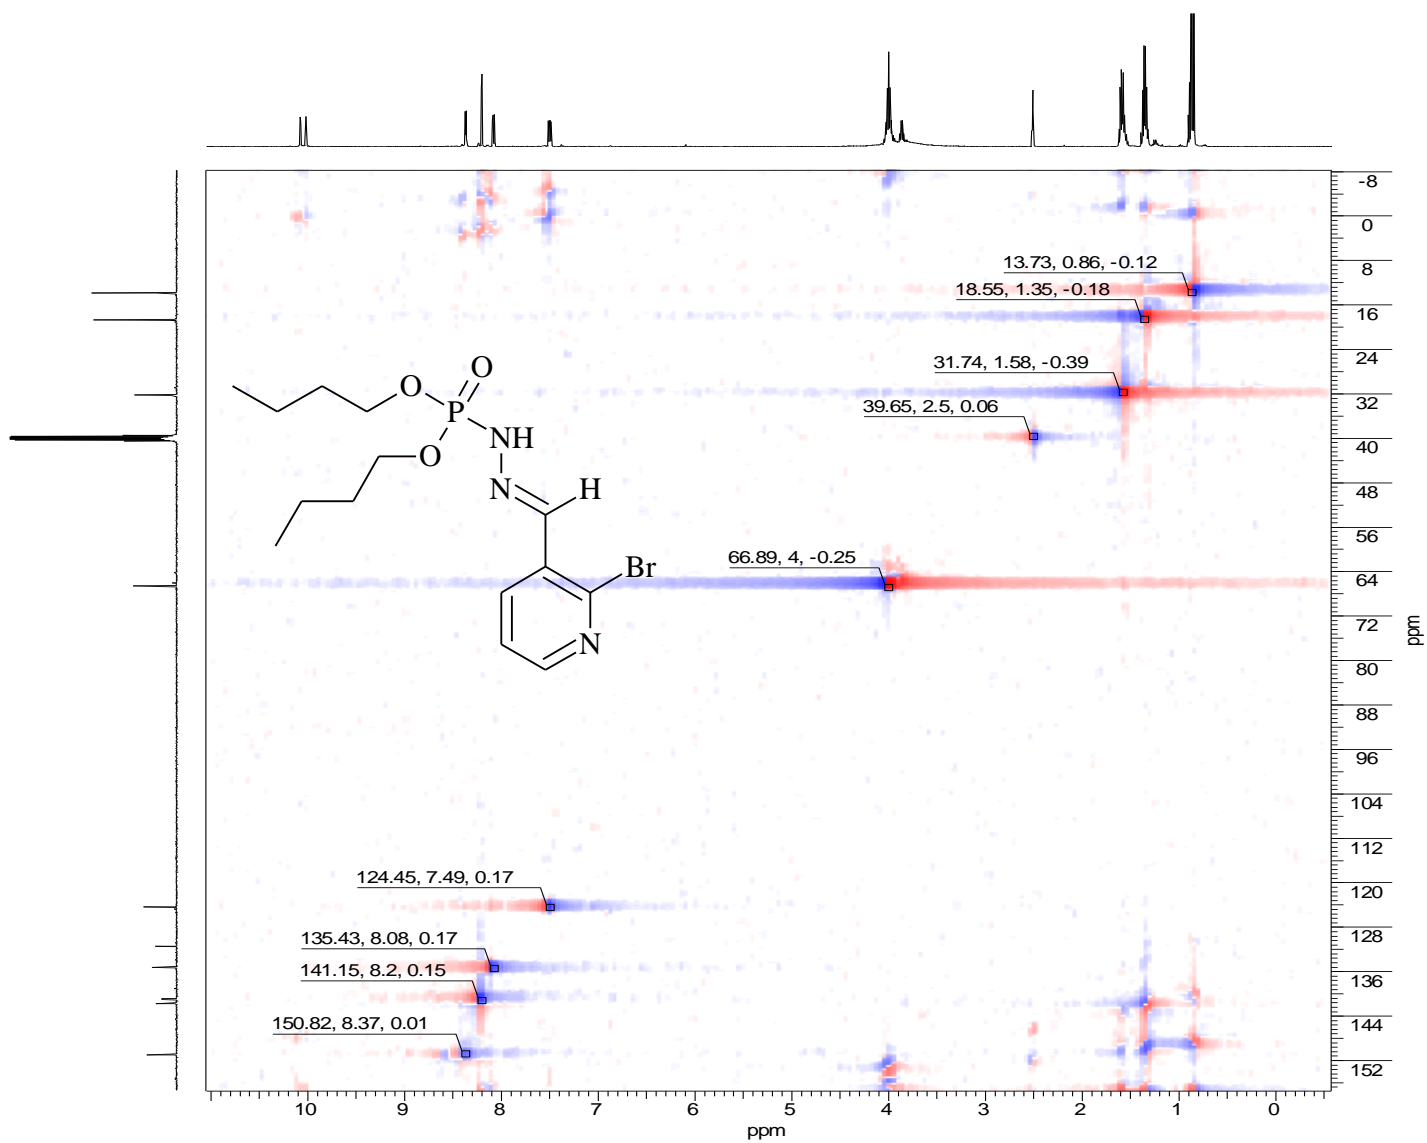 13.73, 0.86, -0.12
18.55, 1.35, -0.18
31.74, 1.58, -0.39
39.65, 2.5, 0.06
66.89, 4, -0.25
124.45, 7.49, 0.17
135.43, 8.08, 0.17
141.15, 8.2, 0.15
150.82, 8.37, 0.01
O
O
P
NH
O
N
H
Br
N
-8
0
8
16
24
32
40
48
56
64
72
80
88
96
104
112
120
128
136
144
152
ppm
10 9 8 7 6 5 4 3 2 1 0
ppm